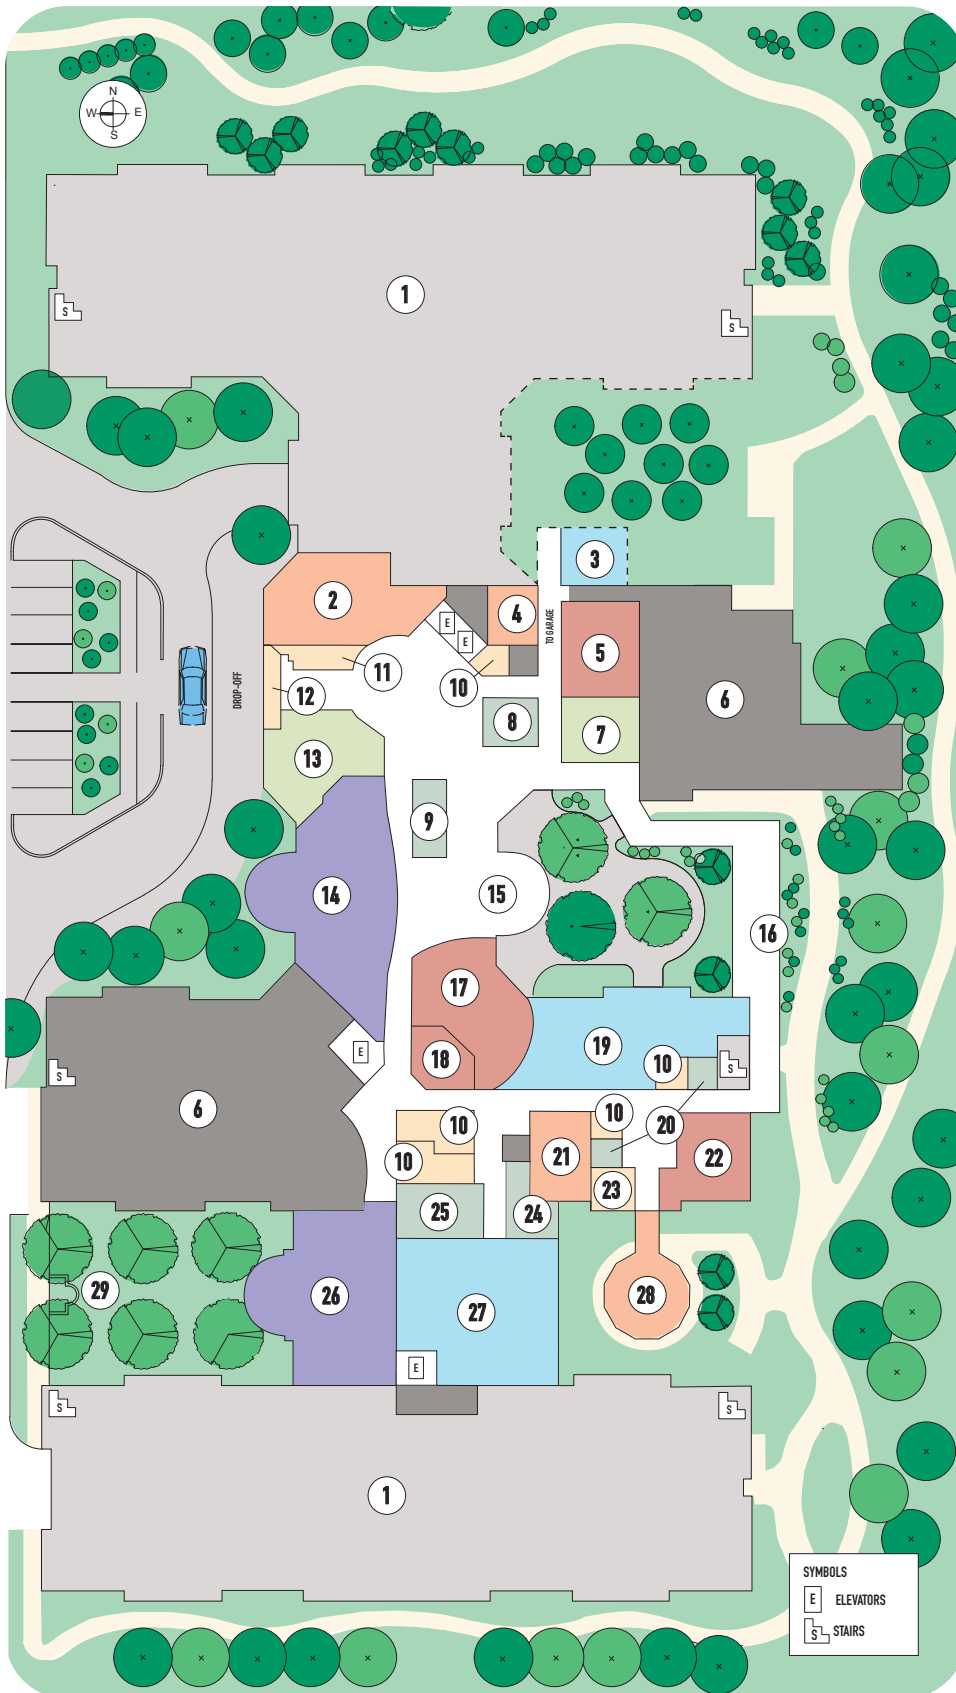 N
W E
S
1
S
S
3
2
E
4
E
TO GARAGE
5
11
10
6
12
DROP-OFF
8
7
13
9
14
15
16
17
19
E
18
10
S
S
6
10
10
20
10
21
22
23
25
24
29
26
28
27
E
S
S
1
SYMBOLS
E ELEVATORS
S STAIRS